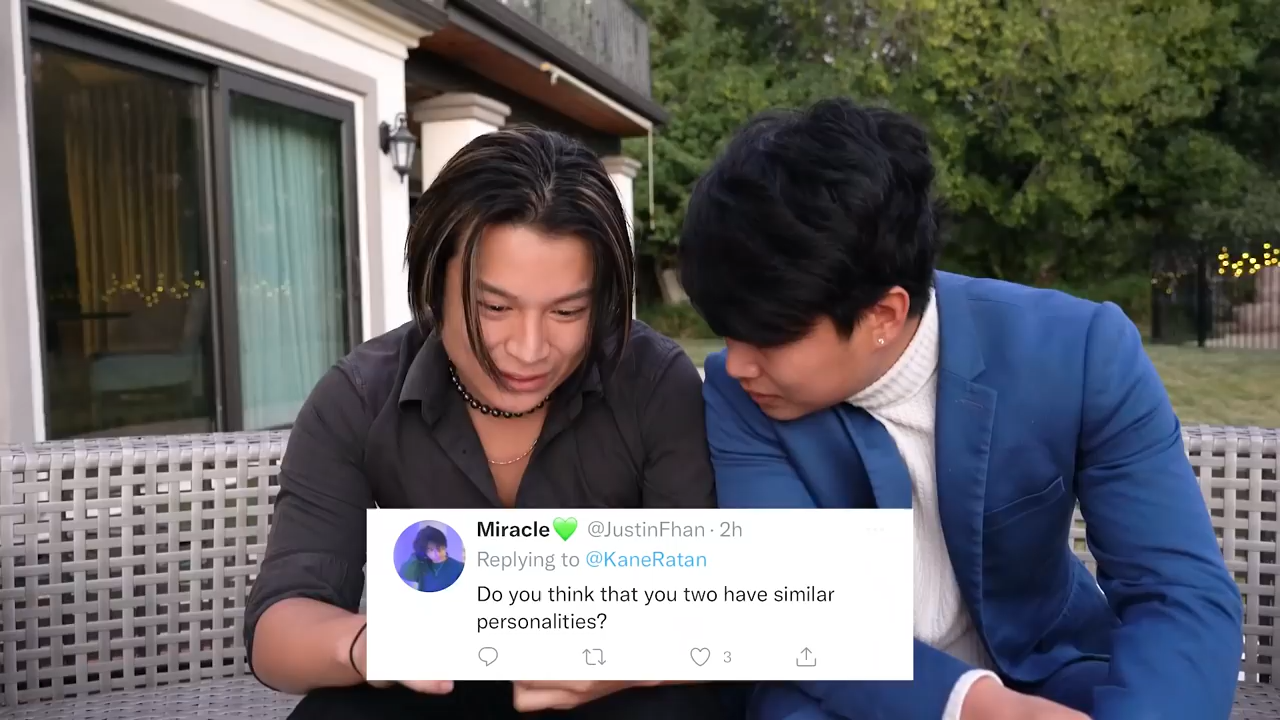 Miracle💚 @JustinFhan · 2h
Replying to @KaneRatan
Do you think that you two have similar
personalities?
3